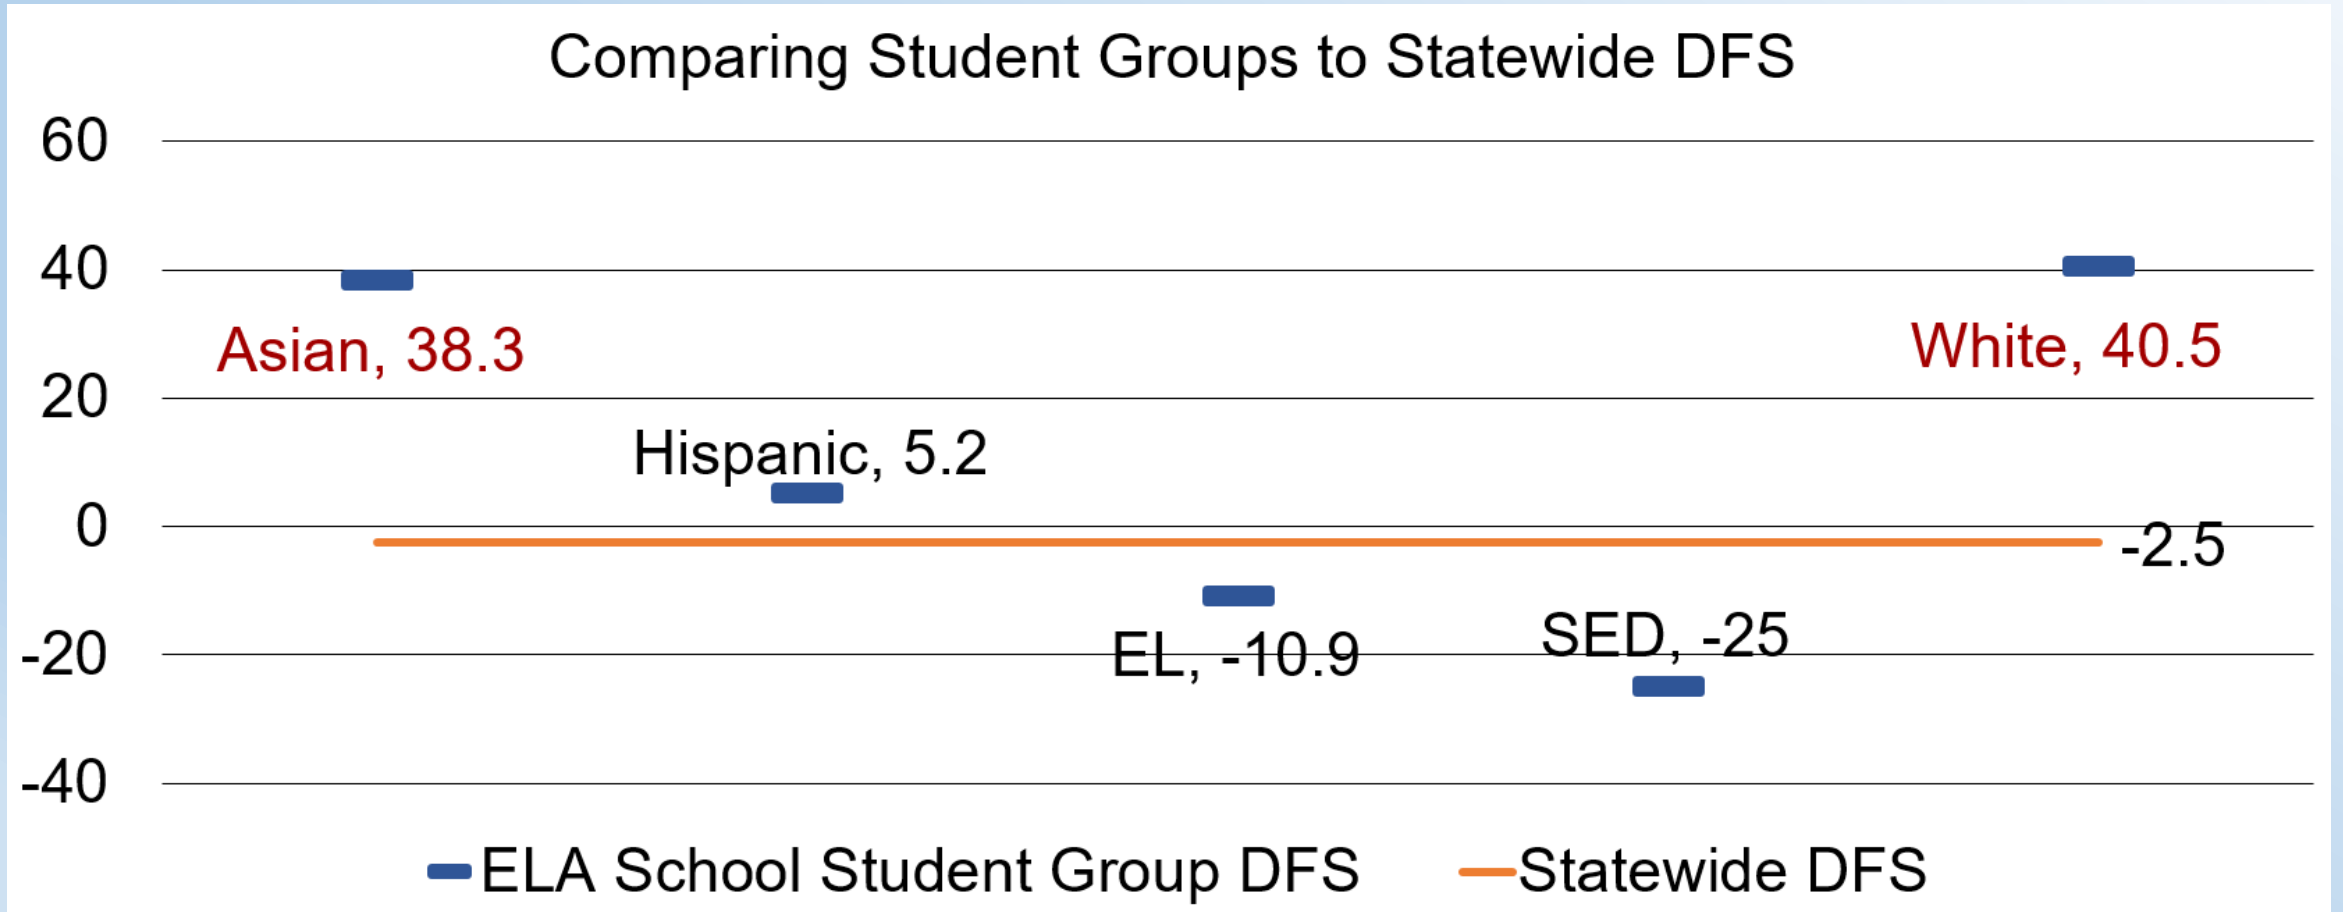 Comparing Student Groups to Statewide DFS
60
40
Asian, 38.3
White, 40.5
20
Hispanic, 5.2
0
-2.5
-20
EL, -10.9
SED, -25
-40
ELA School Student Group DFS
Statewide DFS